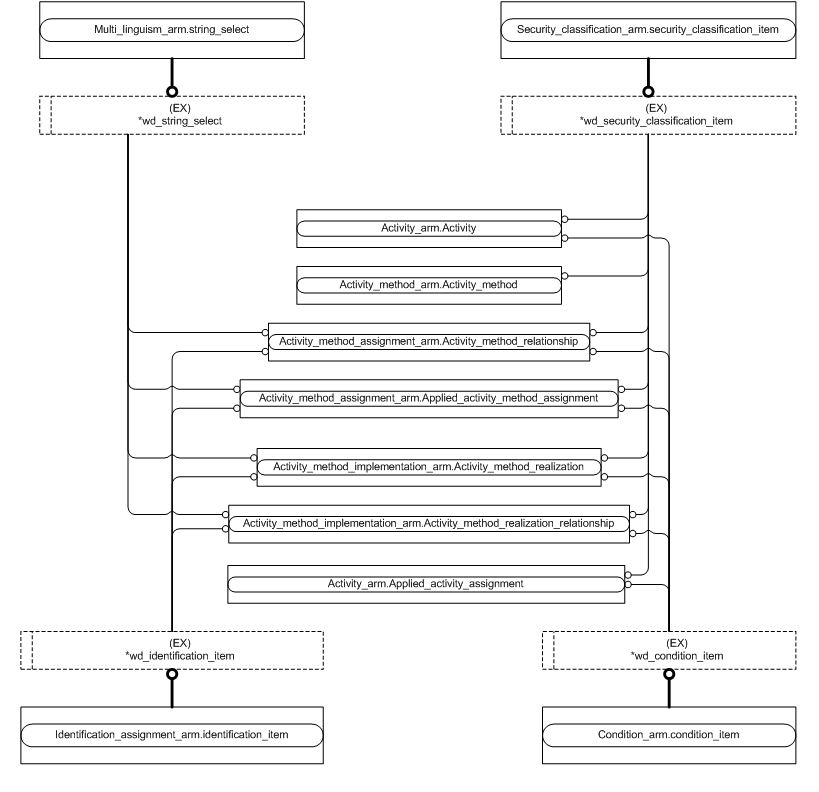 Multi_linguism_arm.string_select
Security_classification_arm.security_classification_item
(EX)
*wd_string_select
(EX)
*wd_security_classification_item
Activity_arm.Activity
Activity_method_arm.Activity_method
Activity_method_assignment_arm.Activity_method_relationship
Activity_method_assignment_arm.Applied_activity_method_assignment
Activity_method_implementation_arm.Activity_method_realization
Activity_method_implementation_arm.Activity_method_realization_relationship
Activity_arm.Applied_activity_assignment
(EX)
*wd_identification_item
(EX)
*wd_condition_item
Identification_assignment_arm.identification_item
Condition_arm.condition_item